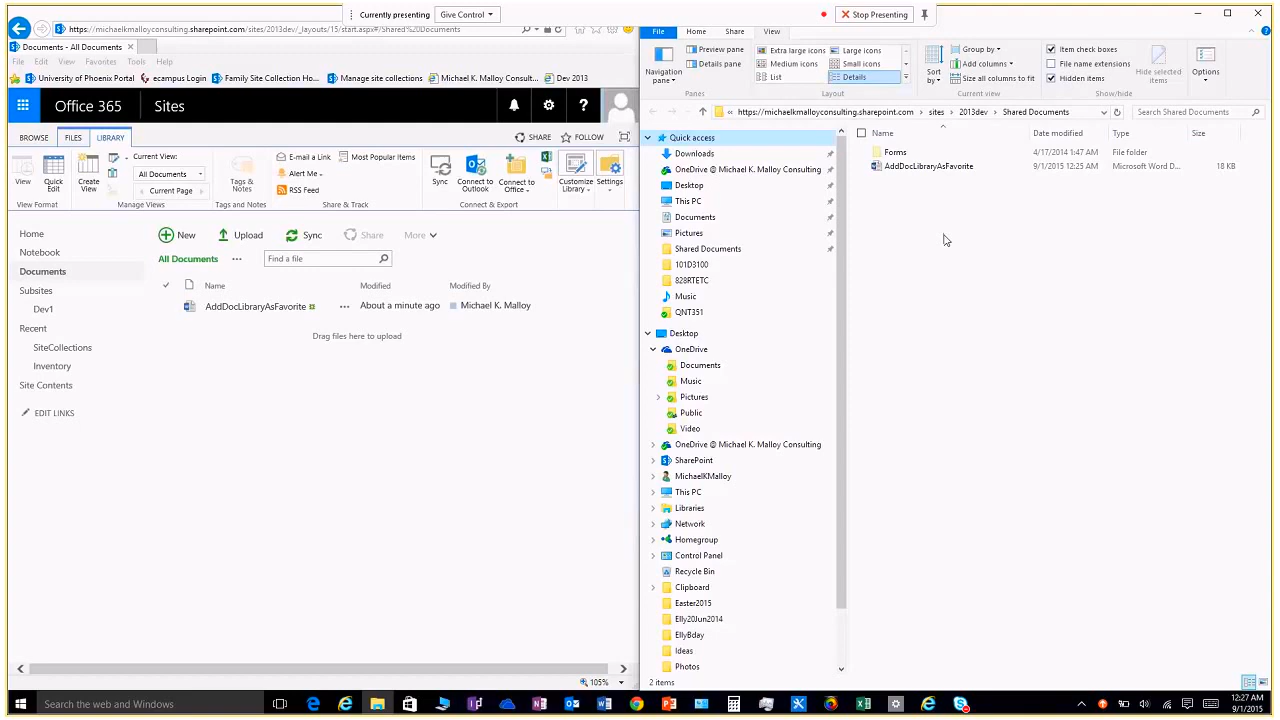 Currently presenting Give Control Stop Presenting
https://michaelkmalloyconsulting.sharepoint.com/sites/2013dev/_layouts/15/start.aspx#/Shared%20Documents
Documents - All Documents
File Edit View Favorites Tools Help
University of Phoenix Portal ecampus Login Family Site Collection Ho... Manage site collections Michael K. Malloy Consult... Dev 2013
Office 365 Sites ?
BROWSE FILES LIBRARY SHARE FOLLOW
View Quick Edit Create View Current View: All Documents Current Page Tags & Notes E-mail a Link Most Popular Items Alert Me RSS Feed Sync Connect to Outlook Connect to Office Customize Library Settings
View Format Manage Views Tags and Notes Share & Track Connect & Export
Home
Notebook
Documents
Subsites
Dev1
Recent
SiteCollections
Inventory
Site Contents
EDIT LINKS
New Upload Sync Share More
All Documents ... Find a file
Name Modified Modified By
AddDocLibraryAsFavorite ... About a minute ago Michael K. Malloy
Drag files here to upload
105%
File Home Share View
Navigation pane Preview pane Details pane
Extra large icons Large icons
Medium icons Small icons
List Details
Sort by Group by Add columns Size all columns to fit
Item check boxes
File name extensions
Hidden items
Hide selected items Options
Panes Layout Current view Show/hide
« https://michaelkmalloyconsulting.sharepoint.com › sites › 2013dev › Shared Documents Search Shared Documents
Name Date modified Type Size
Forms 4/17/2014 1:47 AM File folder
AddDocLibraryAsFavorite 9/1/2015 12:25 AM Microsoft Word D... 18 KB
Quick access
Downloads
OneDrive @ Michael K. Malloy Consulting
Desktop
This PC
Documents
Pictures
Shared Documents
101D3100
828RTETC
Music
QNT351
Desktop
OneDrive
Documents
Music
Pictures
Public
Video
OneDrive @ Michael K. Malloy Consulting
SharePoint
MichaelKMalloy
This PC
Libraries
Network
Homegroup
Control Panel
Recycle Bin
Clipboard
Easter2015
Elly20Jun2014
EllyBday
Ideas
Photos
2 items
Search the web and Windows
12:27 AM
9/1/2015